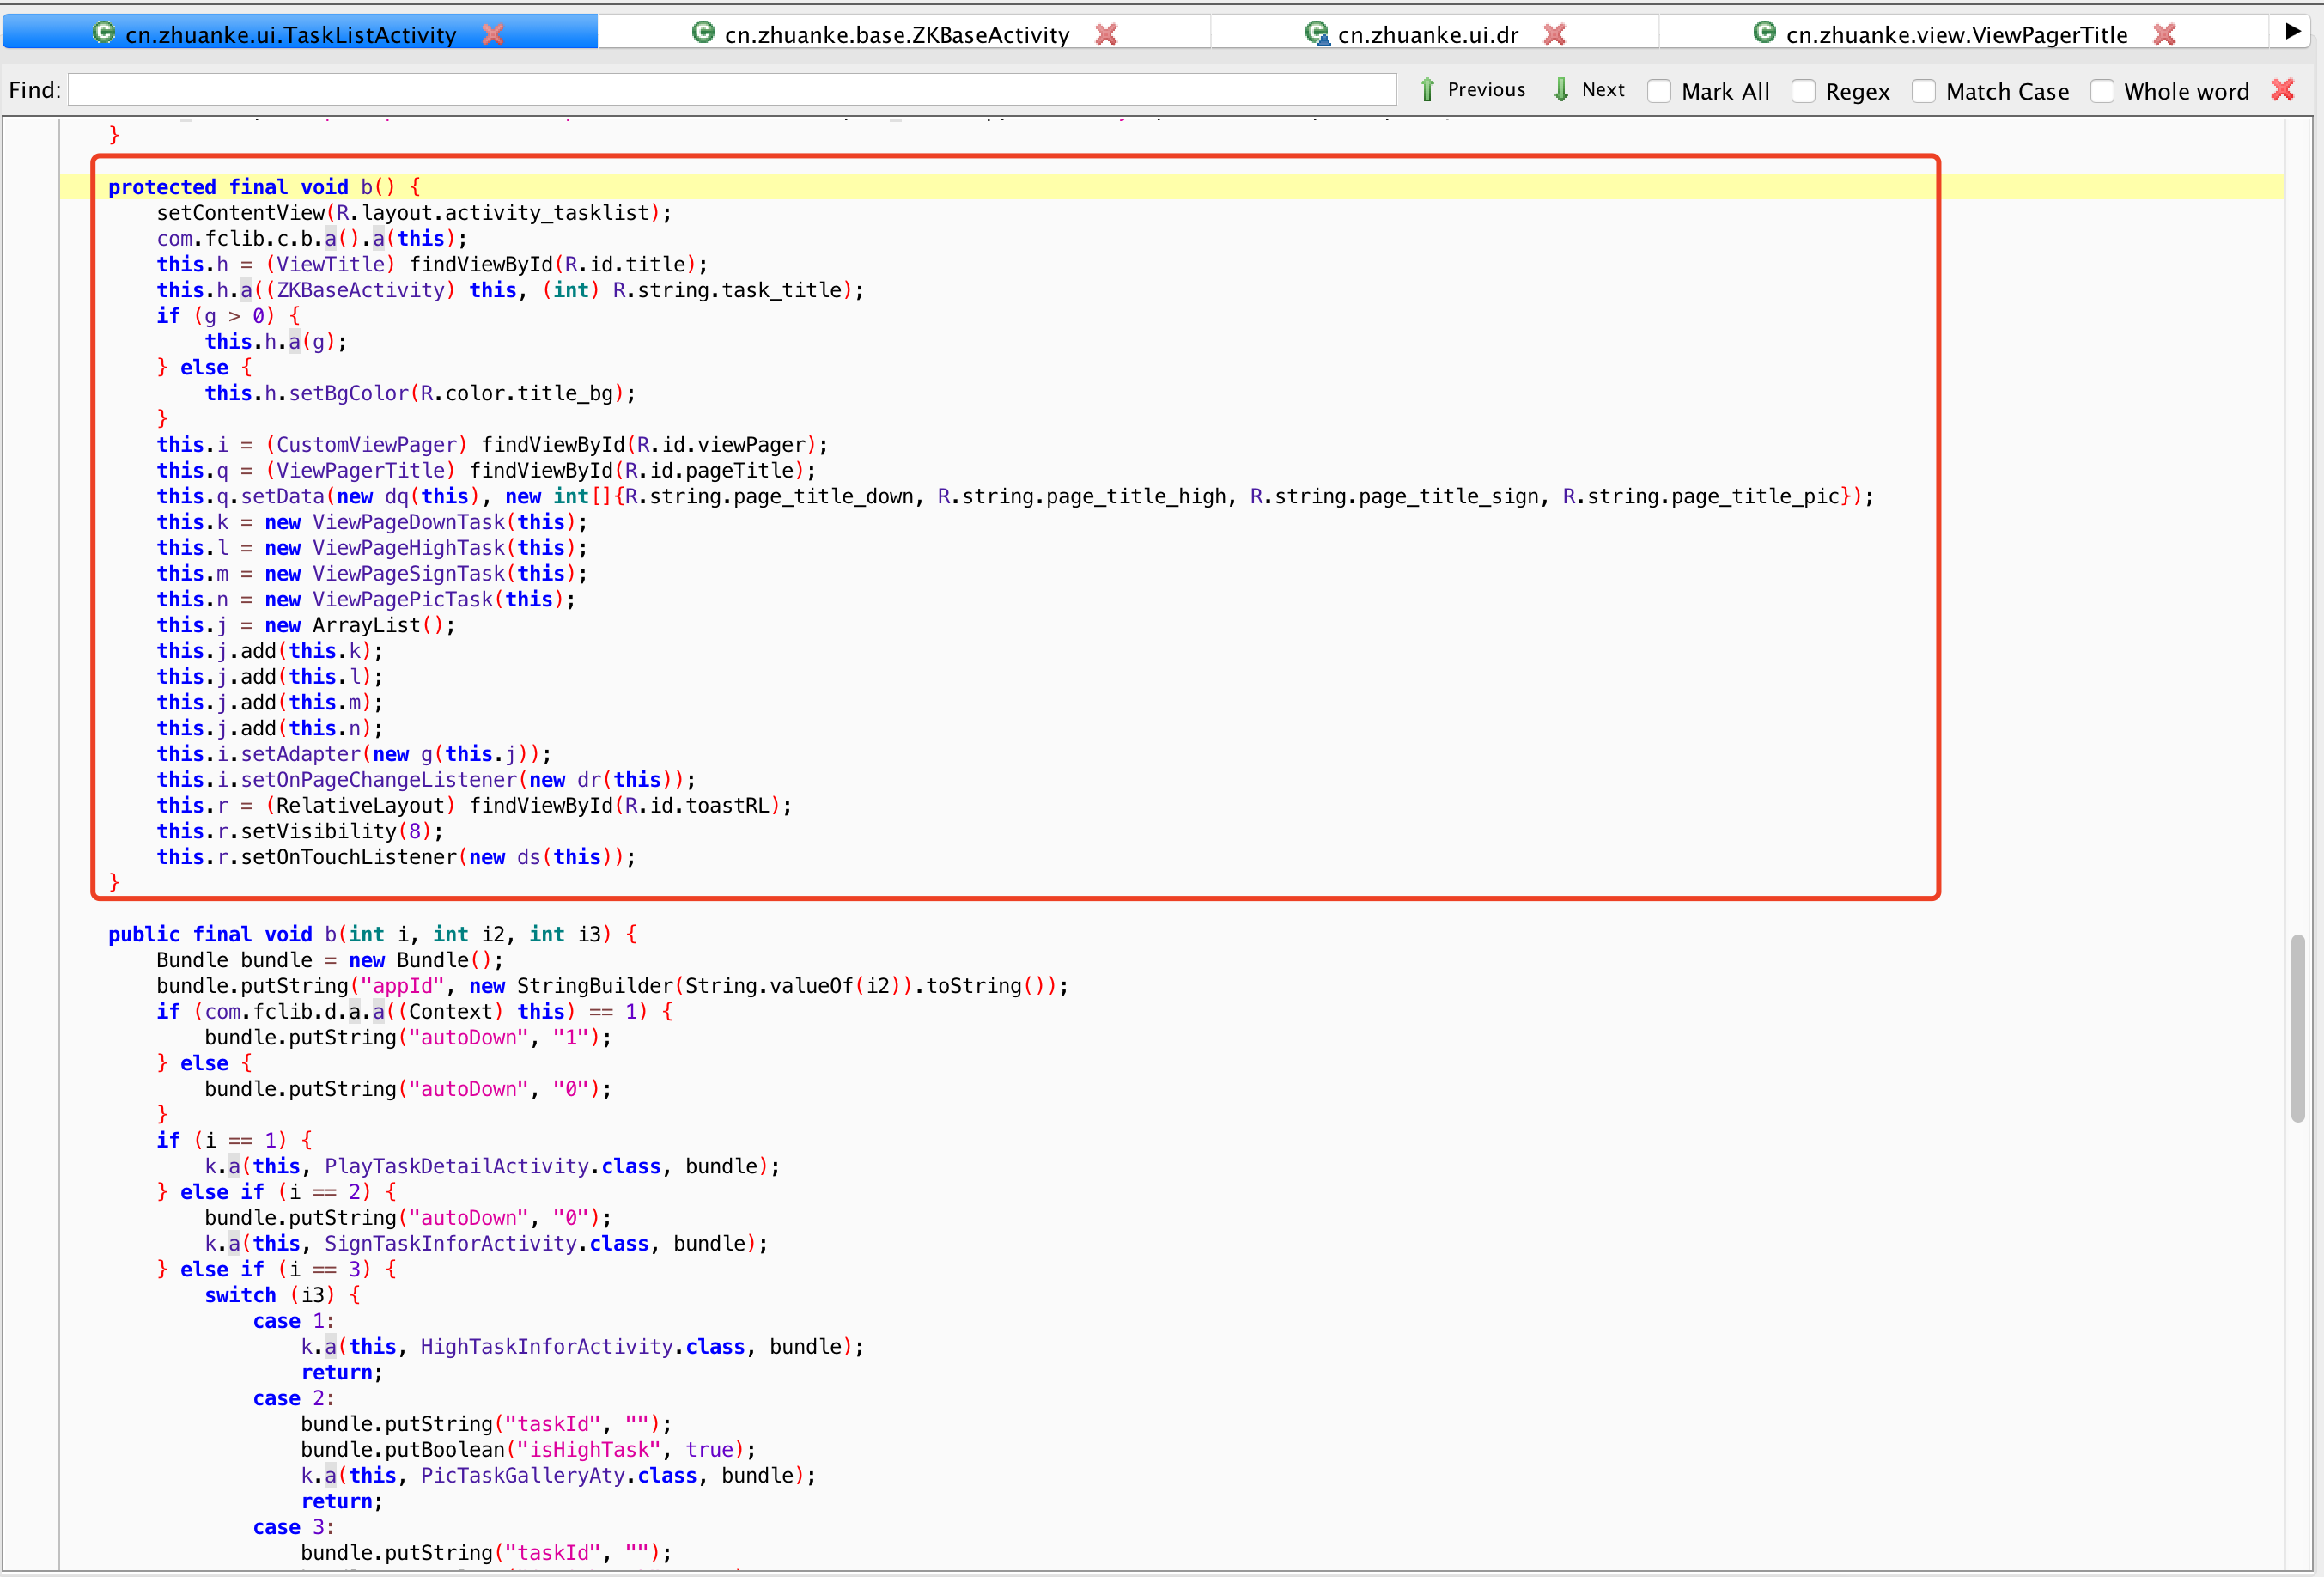 cn.zhuanke.ui.TaskListActivity cn.zhuanke.base.ZKBaseActivity cn.zhuanke.ui.dr cn.zhuanke.view.ViewPagerTitle
Find: Previous Next Mark All Regex Match Case Whole word
}
protected final void b() {
setContentView(R.layout.activity_tasklist);
com.fclib.c.b.a().a(this);
this.h = (ViewTitle) findViewById(R.id.title);
this.h.a((ZKBaseActivity) this, (int) R.string.task_title);
if (g > 0) {
this.h.a(g);
} else {
this.h.setBgColor(R.color.title_bg);
}
this.i = (CustomViewPager) findViewById(R.id.viewPager);
this.q = (ViewPagerTitle) findViewById(R.id.pageTitle);
this.q.setData(new dq(this), new int[]{R.string.page_title_down, R.string.page_title_high, R.string.page_title_sign, R.string.page_title_pic});
this.k = new ViewPageDownTask(this);
this.l = new ViewPageHighTask(this);
this.m = new ViewPageSignTask(this);
this.n = new ViewPagePicTask(this);
this.j = new ArrayList();
this.j.add(this.k);
this.j.add(this.l);
this.j.add(this.m);
this.j.add(this.n);
this.i.setAdapter(new g(this.j));
this.i.setOnPageChangeListener(new dr(this));
this.r = (RelativeLayout) findViewById(R.id.toastRL);
this.r.setVisibility(8);
this.r.setOnTouchListener(new ds(this));
}
public final void b(int i, int i2, int i3) {
Bundle bundle = new Bundle();
bundle.putString("appId", new StringBuilder(String.valueOf(i2)).toString());
if (com.fclib.d.a.a((Context) this) == 1) {
bundle.putString("autoDown", "1");
} else {
bundle.putString("autoDown", "0");
}
if (i == 1) {
k.a(this, PlayTaskDetailActivity.class, bundle);
} else if (i == 2) {
bundle.putString("autoDown", "0");
k.a(this, SignTaskInforActivity.class, bundle);
} else if (i == 3) {
switch (i3) {
case 1:
k.a(this, HighTaskInforActivity.class, bundle);
return;
case 2:
bundle.putString("taskId", "");
bundle.putBoolean("isHighTask", true);
k.a(this, PicTaskGalleryAty.class, bundle);
return;
case 3:
bundle.putString("taskId", "");